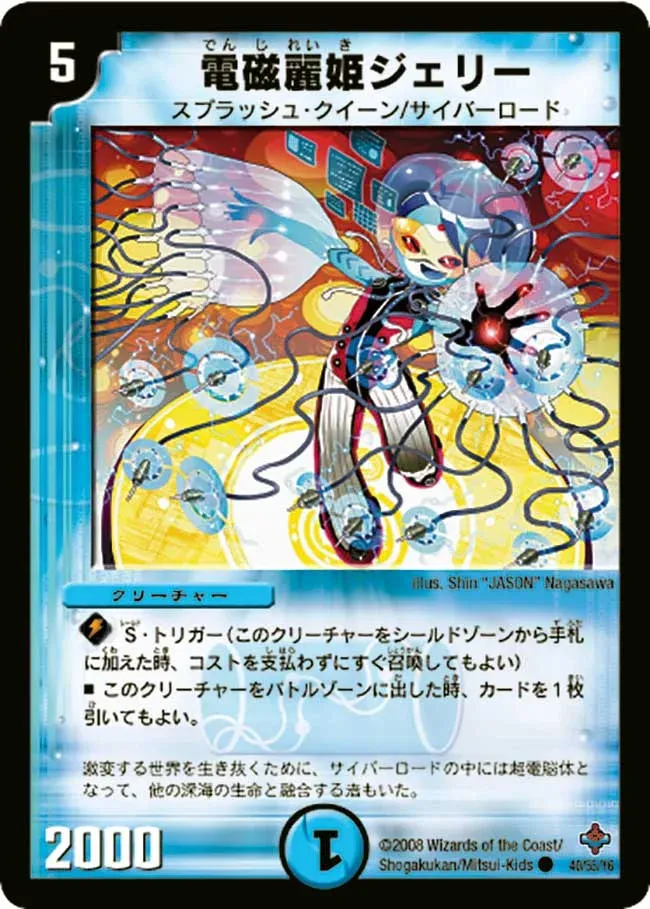 5
でんじれいき
電磁麗姫ジェリー
スプラッシュ・クイーン/サイバーロード
illus. Shin "JASON" Nagasawa
クリーチャー
S・トリガー(このクリーチャーをシールドゾーンから手札
に加えた時、コストを支払わずにすぐ召喚してもよい)
■ このクリーチャーをバトルゾーンに出した時、カードを1枚
引いてもよい。
激変する世界を生き抜くために、サイバーロードの中には超電脳体と
なって、他の深海の生命と融合する者もいた。
2000
1
©2008 Wizards of the Coast/
Shogakukan/Mitsui-Kids
40/55/Y6